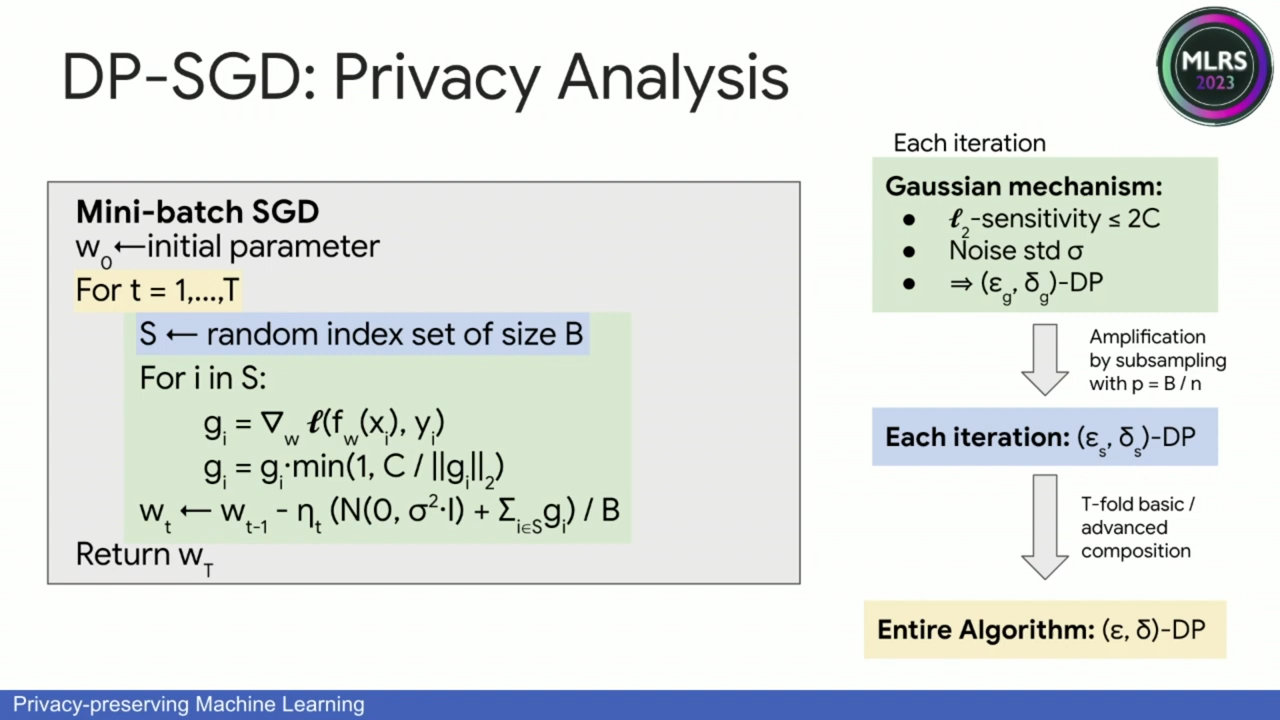 DP-SGD: Privacy Analysis
MLRS
2023
Mini-batch SGD
w₀←initial parameter
For t = 1,...,T
S ← random index set of size B
For i in S:
gᵢ = ∇w ℓ(fw(xᵢ), yᵢ)
gᵢ = gᵢ·min(1, C / ||gᵢ||₂)
wt ← wt-1 - ηt (N(0, σ²·I) + Σi∈Sgᵢ) / B
Return wT
Each iteration
Gaussian mechanism:
● ℓ₂-sensitivity ≤ 2C
● Noise std σ
● ⇒ (εg, δg)-DP
Amplification
by subsampling
with p = B / n
Each iteration: (εs, δs)-DP
T-fold basic /
advanced
composition
Entire Algorithm: (ε, δ)-DP
Privacy-preserving Machine Learning